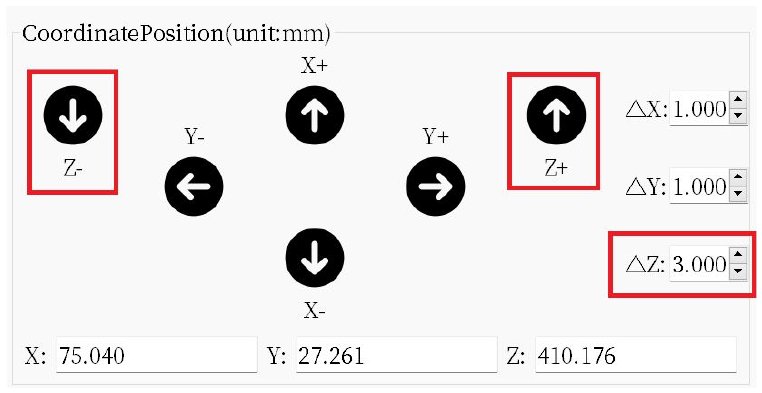 CoordinatePosition(unit:mm)
X+
△X: 1.000
Y- Y+
Z- Z+
△Y: 1.000
△Z: 3.000
X-
X: 75.040 Y: 27.261 Z: 410.176